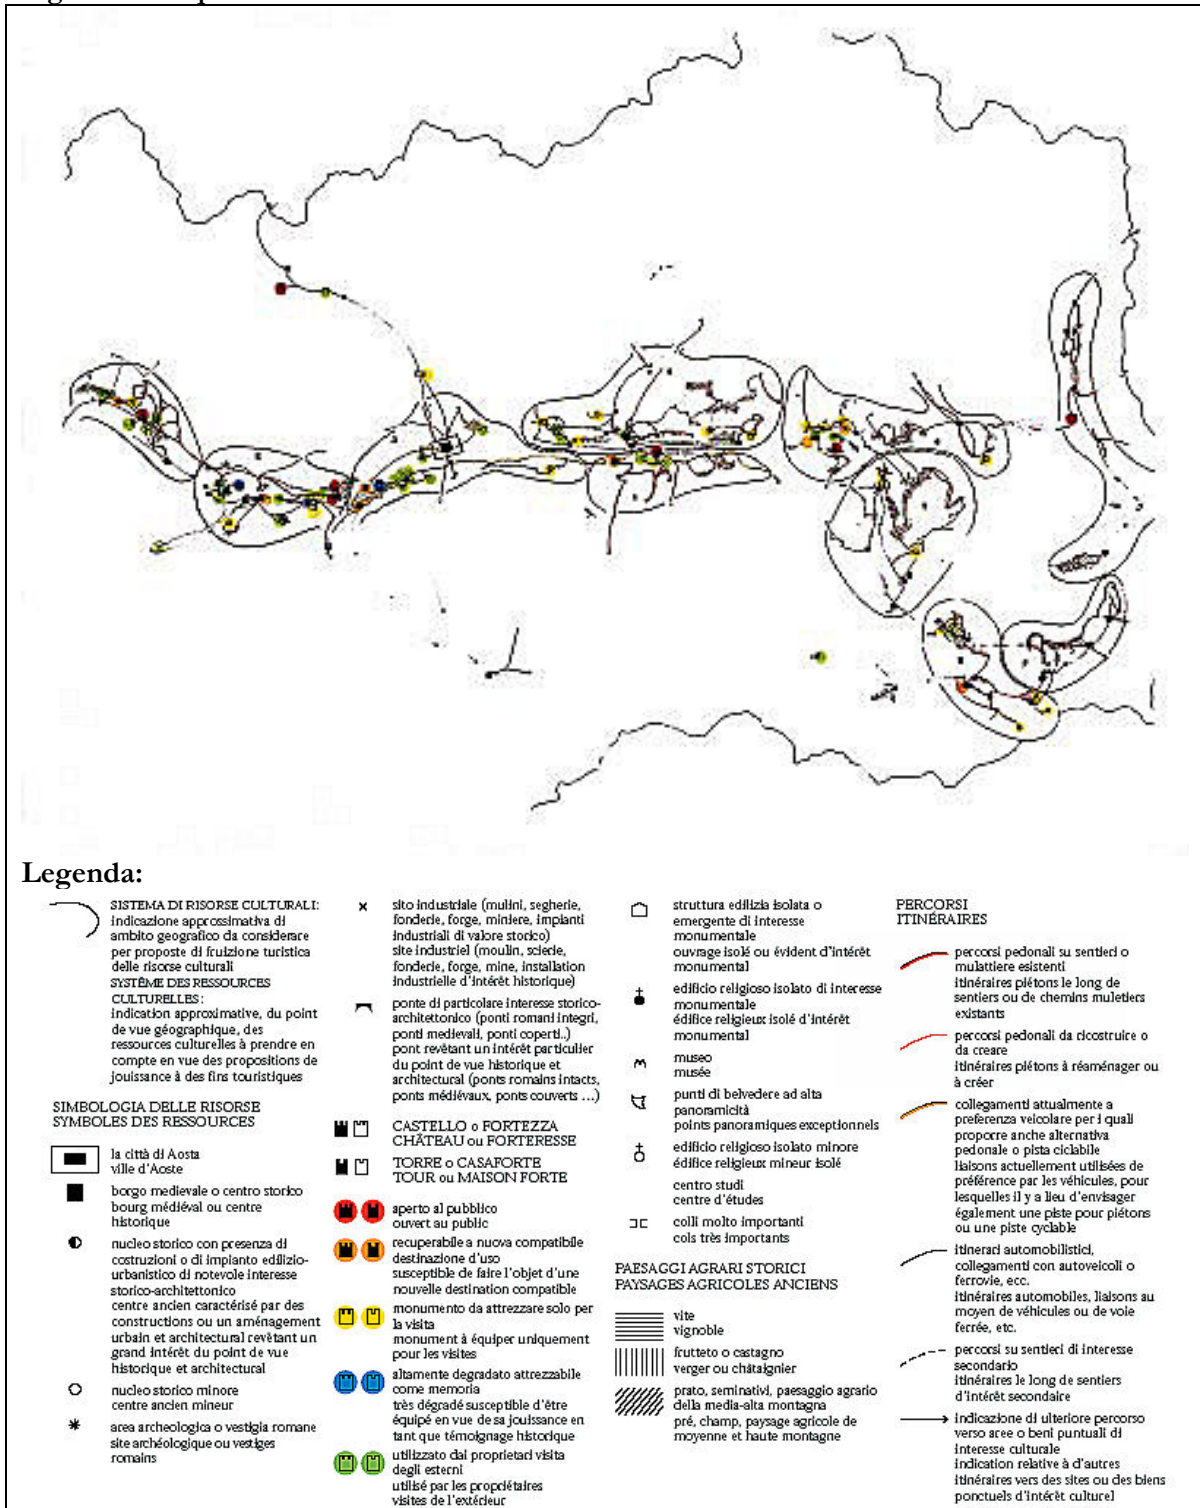 Legenda:
SISTEMA DI RISORSE CULTURALI:
indicazione approssimativa di
ambito geografico da considerare
per proposte di fruizione turistica
delle risorse culturali
SYSTÈME DES RESSOURCES
CULTURELLES:
indication approximative, du point
de vue géographique, des
ressources culturelles à prendre en
compte en vue des propositions de
jouissance à des fins touristiques
SIMBOLOGIA DELLE RISORSE
SYMBOLES DES RESSOURCES
la città di Aosta
ville d'Aoste
borgo medievale o centro storico
bourg médiéval ou centre
historique
nucleo storico con presenza di
costruzioni o di impianto edilizio-
urbanistico di notevole interesse
storico-architettonico
centre ancien caractérisé par des
constructions ou un aménagement
urbain et architectural revêtant un
grand intérêt du point de vue
historique et architectural
nucleo storico minore
centre ancien mineur
area archeologica o vestigia romane
site archéologique ou vestiges
romains
sito industriale (mulini, segherie,
fonderie, forge, miniere, impianti
industriali di valore storico)
site industriel (moulin, scierie,
fonderie, forge, mine, installation
industrielle d'intérêt historique)
ponte di particolare interesse storico-
architettonico (ponti romani integri,
ponti medievali, ponti coperti..)
pont revêtant un intérêt particulier
du point de vue historique et
architectural (ponts romains intacts,
ponts médiévaux, ponts couverts ...)
CASTELLO o FORTEZZA
CHÂTEAU ou FORTERESSE
TORRE o CASAFORTE
TOUR ou MAISON FORTE
aperto al pubblico
ouvert au public
recuperabile a nuova compatibile
destinazione d'uso
susceptible de faire l'objet d'une
nouvelle destination compatible
monumento da attrezzare solo per
la visita
monument à équiper uniquement
pour les visites
altamente degradato attrezzabile
come memoria
très dégradé susceptible d'être
équipé en vue de sa jouissance en
tant que témoignage historique
utilizzato dai proprietari visita
degli esterni
utilisé par les propriétaires
visites de l'extérieur
struttura edilizia isolata o
emergente di interesse
monumentale
ouvrage isolé ou évident d'intérêt
monumental
edificio religioso isolato di interesse
monumentale
édifice religieux isolé d'intérêt
monumental
museo
musée
punti di belvedere ad alta
panoramicità
points panoramiques exceptionnels
edificio religioso isolato minore
édifice religieux mineur isolé
centro studi
centre d'études
colli molto importanti
cols très importants
PAESAGGI AGRARI STORICI
PAYSAGES AGRICOLES ANCIENS
vite
vignoble
frutteto o castagno
verger ou châtaignier
prato, seminativi, paesaggio agrario
della media-alta montagna
pré, champ, paysage agricole de
moyenne et haute montagne
PERCORSI
ITINÉRAIRES
percorsi pedonali su sentieri o
mulattiere esistenti
itinéraires piétons le long de
sentiers ou de chemins muletiers
existants
percorsi pedonali da ricostruire o
da creare
itinéraires piétons à réaménager ou
à créer
collegamenti attualmente a
preferenza veicolare per i quali
proporre anche alternativa
pedonale o pista ciclabile
liaisons actuellement utilisées de
préférence par les véhicules, pour
lesquelles il y a lieu d'envisager
également une piste pour piétons
ou une piste cyclable
itinerari automobilistici,
collegamenti con autoveicoli o
ferrovie, ecc.
itinéraires automobiles, liaisons au
moyen de véhicules ou de voie
ferrée, etc.
percorsi su sentieri di interesse
secondario
itinéraires le long de sentiers
d'intérêt secondaire
indicazione di ulteriore percorso
verso aree o beni puntuali di
interesse culturale
indication relative à d'autres
itinéraires vers des sites ou des biens
ponctuels d'intérêt culturel